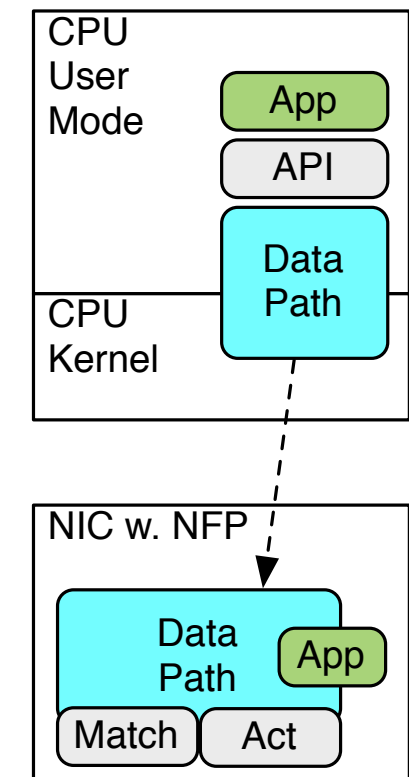 CPU
User
Mode
App
API
Data
Path
CPU
Kernel
NIC w. NFP
Data
Path
App
Match
Act